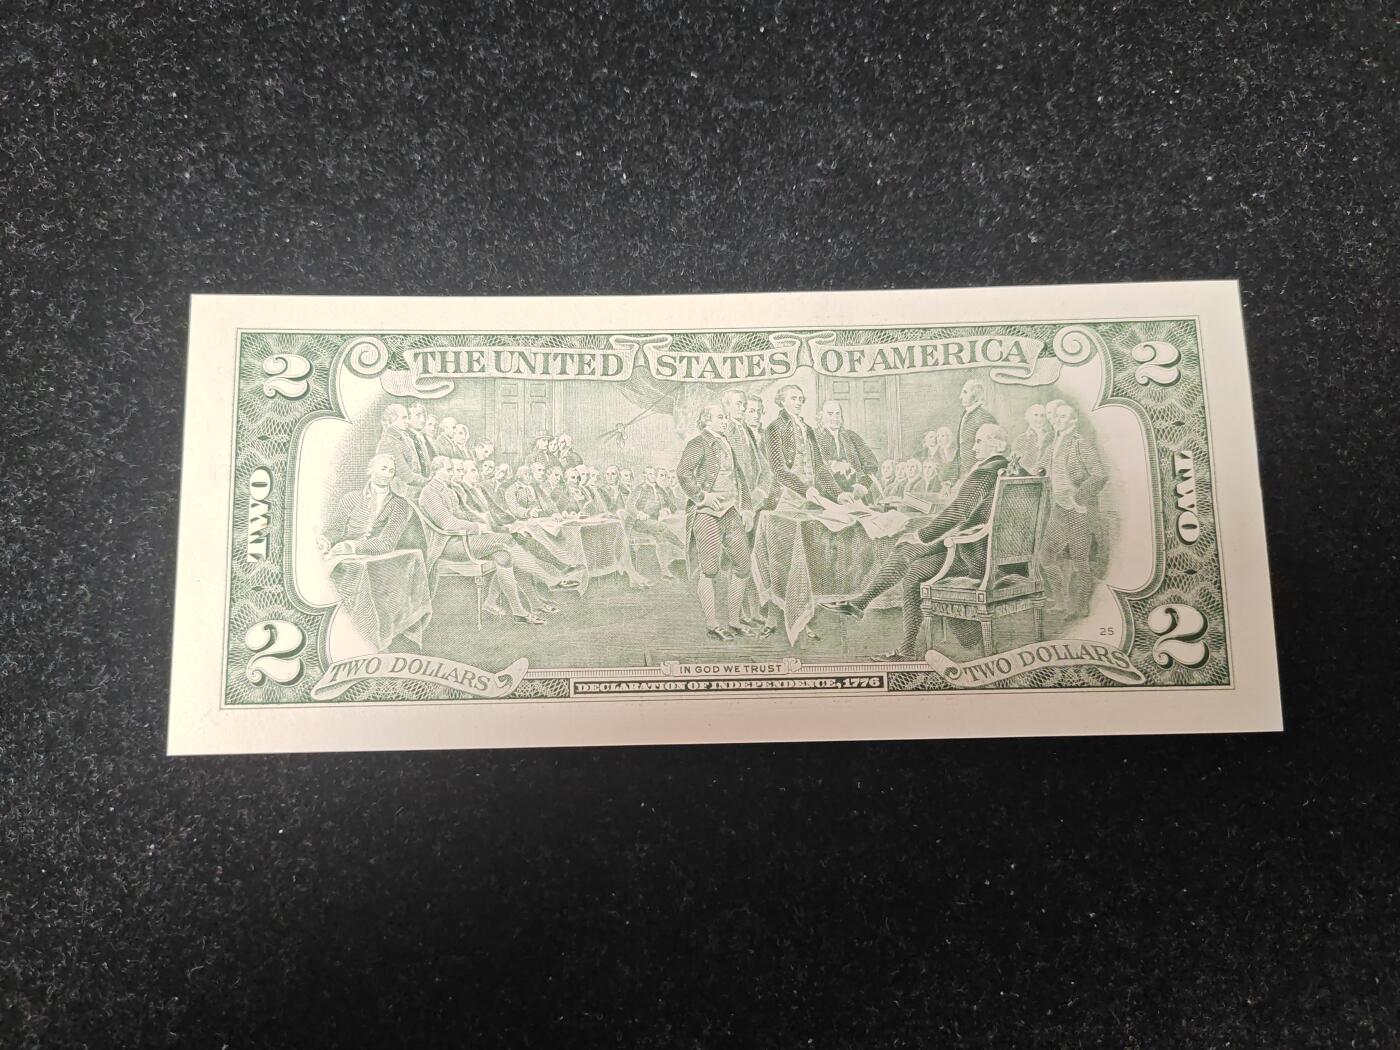 2 THE UNITED STATES OF AMERICA 2
TWO
TWO
25
2 TWO DOLLARS IN GOD WE TRUST TWO DOLLARS 2
DECLARATION OF INDEPENDENCE, 1776